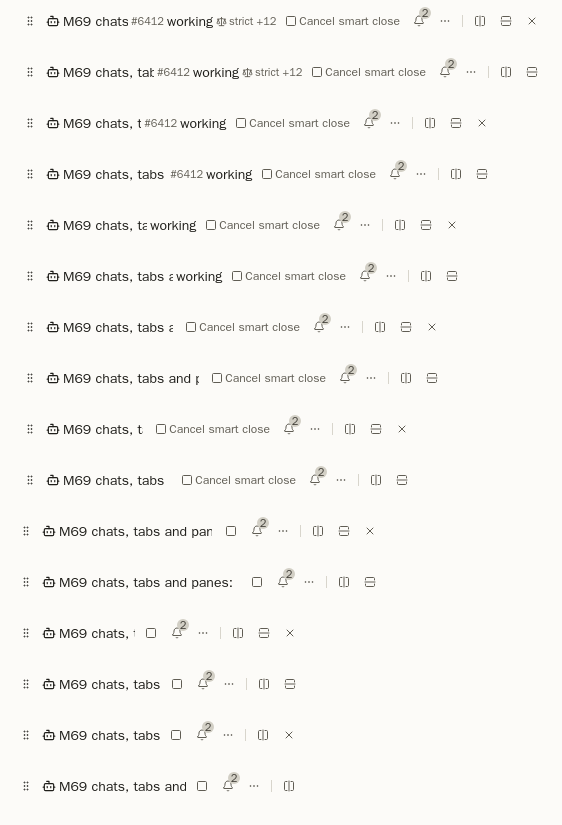 M69 chats #6412 working strict +12 Cancel smart close 2
M69 chats, tab #6412 working strict +12 Cancel smart close 2
M69 chats, t #6412 working Cancel smart close 2
M69 chats, tabs #6412 working Cancel smart close 2
M69 chats, ta working Cancel smart close 2
M69 chats, tabs a working Cancel smart close 2
M69 chats, tabs a Cancel smart close 2
M69 chats, tabs and p Cancel smart close 2
M69 chats, t Cancel smart close 2
M69 chats, tabs Cancel smart close 2
M69 chats, tabs and pan 2
M69 chats, tabs and panes: 2
M69 chats, 2
M69 chats, tabs 2
M69 chats, tabs 2
M69 chats, tabs and 2